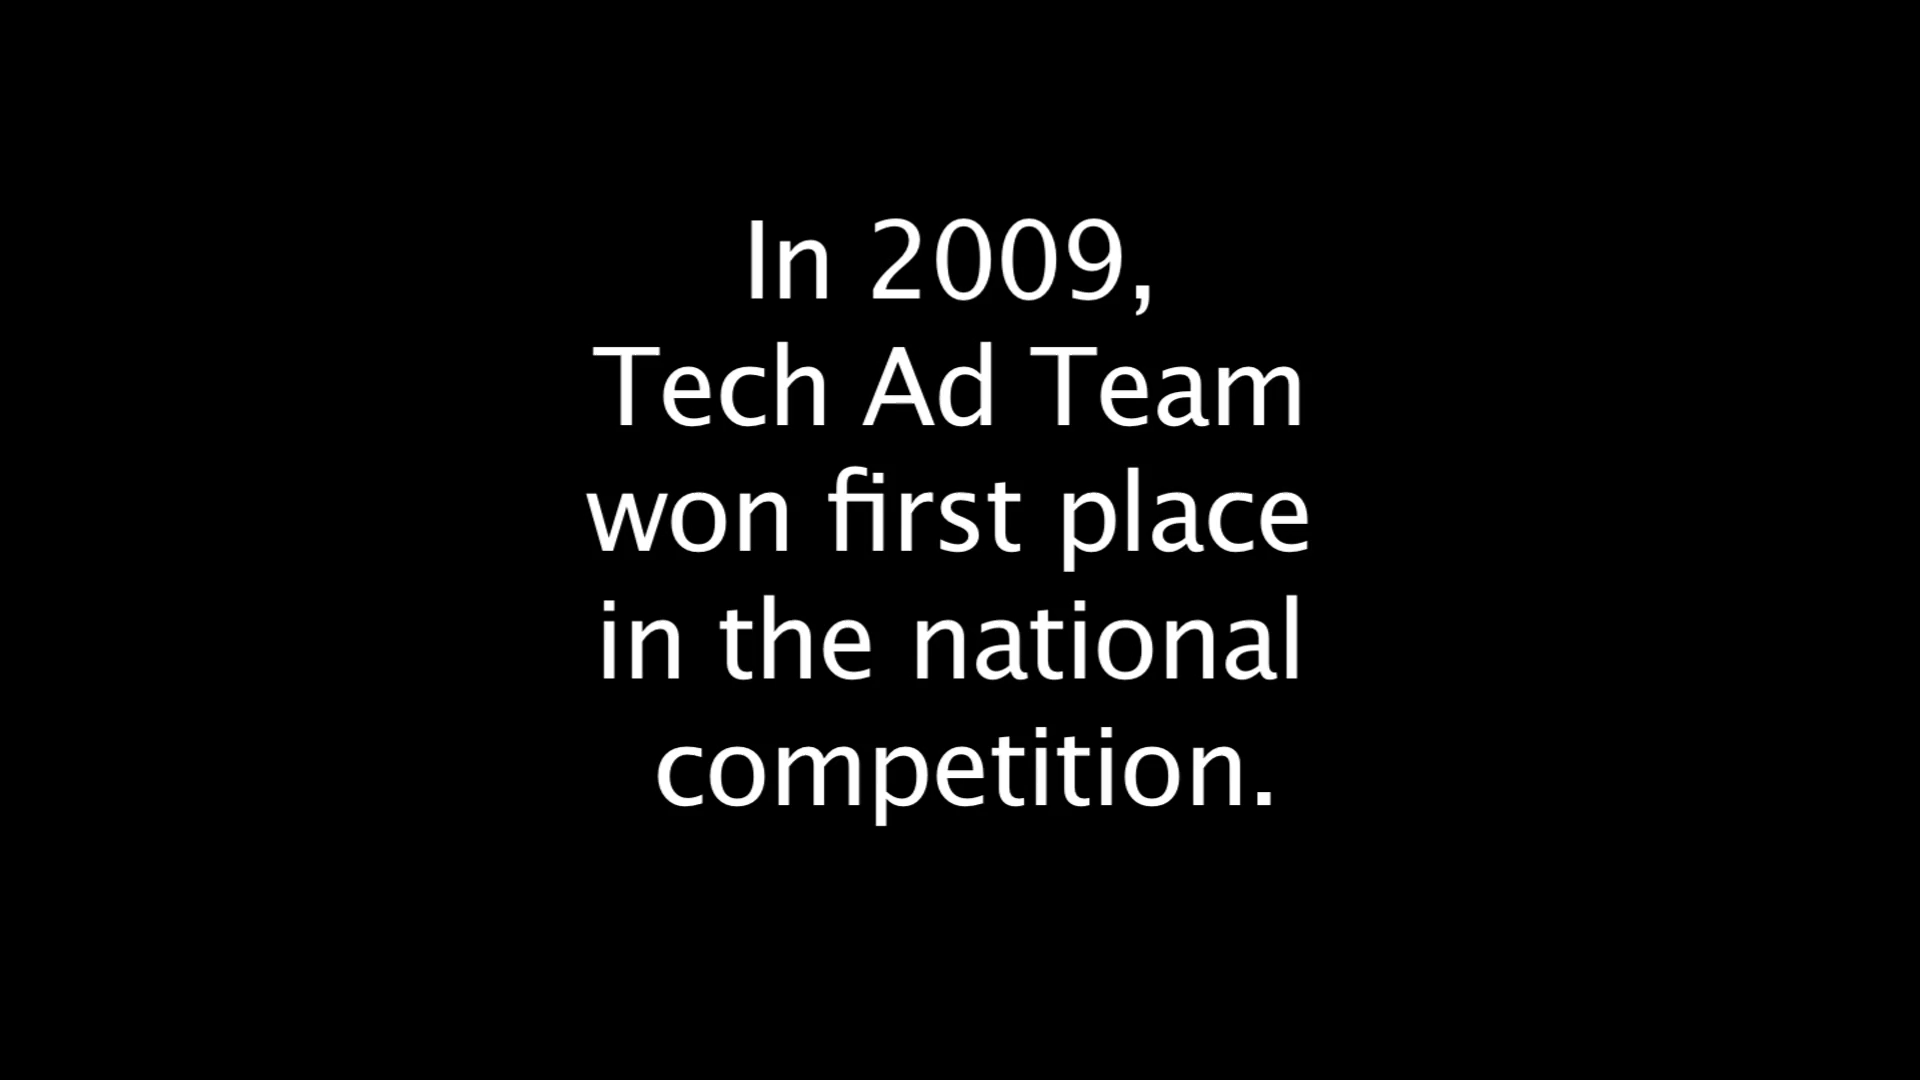 In 2009,
Tech Ad Team
won first place
in the national
competition.